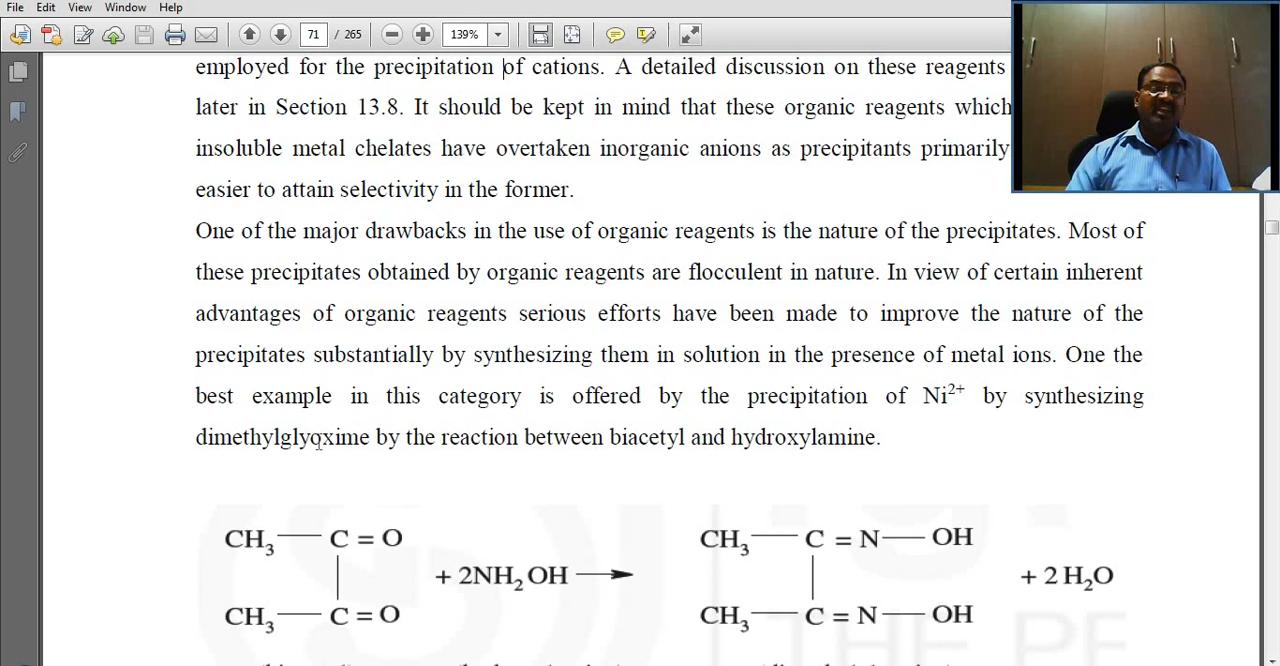 File Edit View Window Help
71 / 265 139%
employed for the precipitation of cations. A detailed discussion on these reagents
later in Section 13.8. It should be kept in mind that these organic reagents which
insoluble metal chelates have overtaken inorganic anions as precipitants primarily
easier to attain selectivity in the former.
One of the major drawbacks in the use of organic reagents is the nature of the precipitates. Most of
these precipitates obtained by organic reagents are flocculent in nature. In view of certain inherent
advantages of organic reagents serious efforts have been made to improve the nature of the
precipitates substantially by synthesizing them in solution in the presence of metal ions. One the
best example in this category is offered by the precipitation of Ni²⁺ by synthesizing
dimethylglyoxime by the reaction between biacetyl and hydroxylamine.
CH₃ C = O CH₃ C = N OH
+ 2NH₂ OH + 2 H₂O
CH₃ C = O CH₃ C = N OH
THE PE